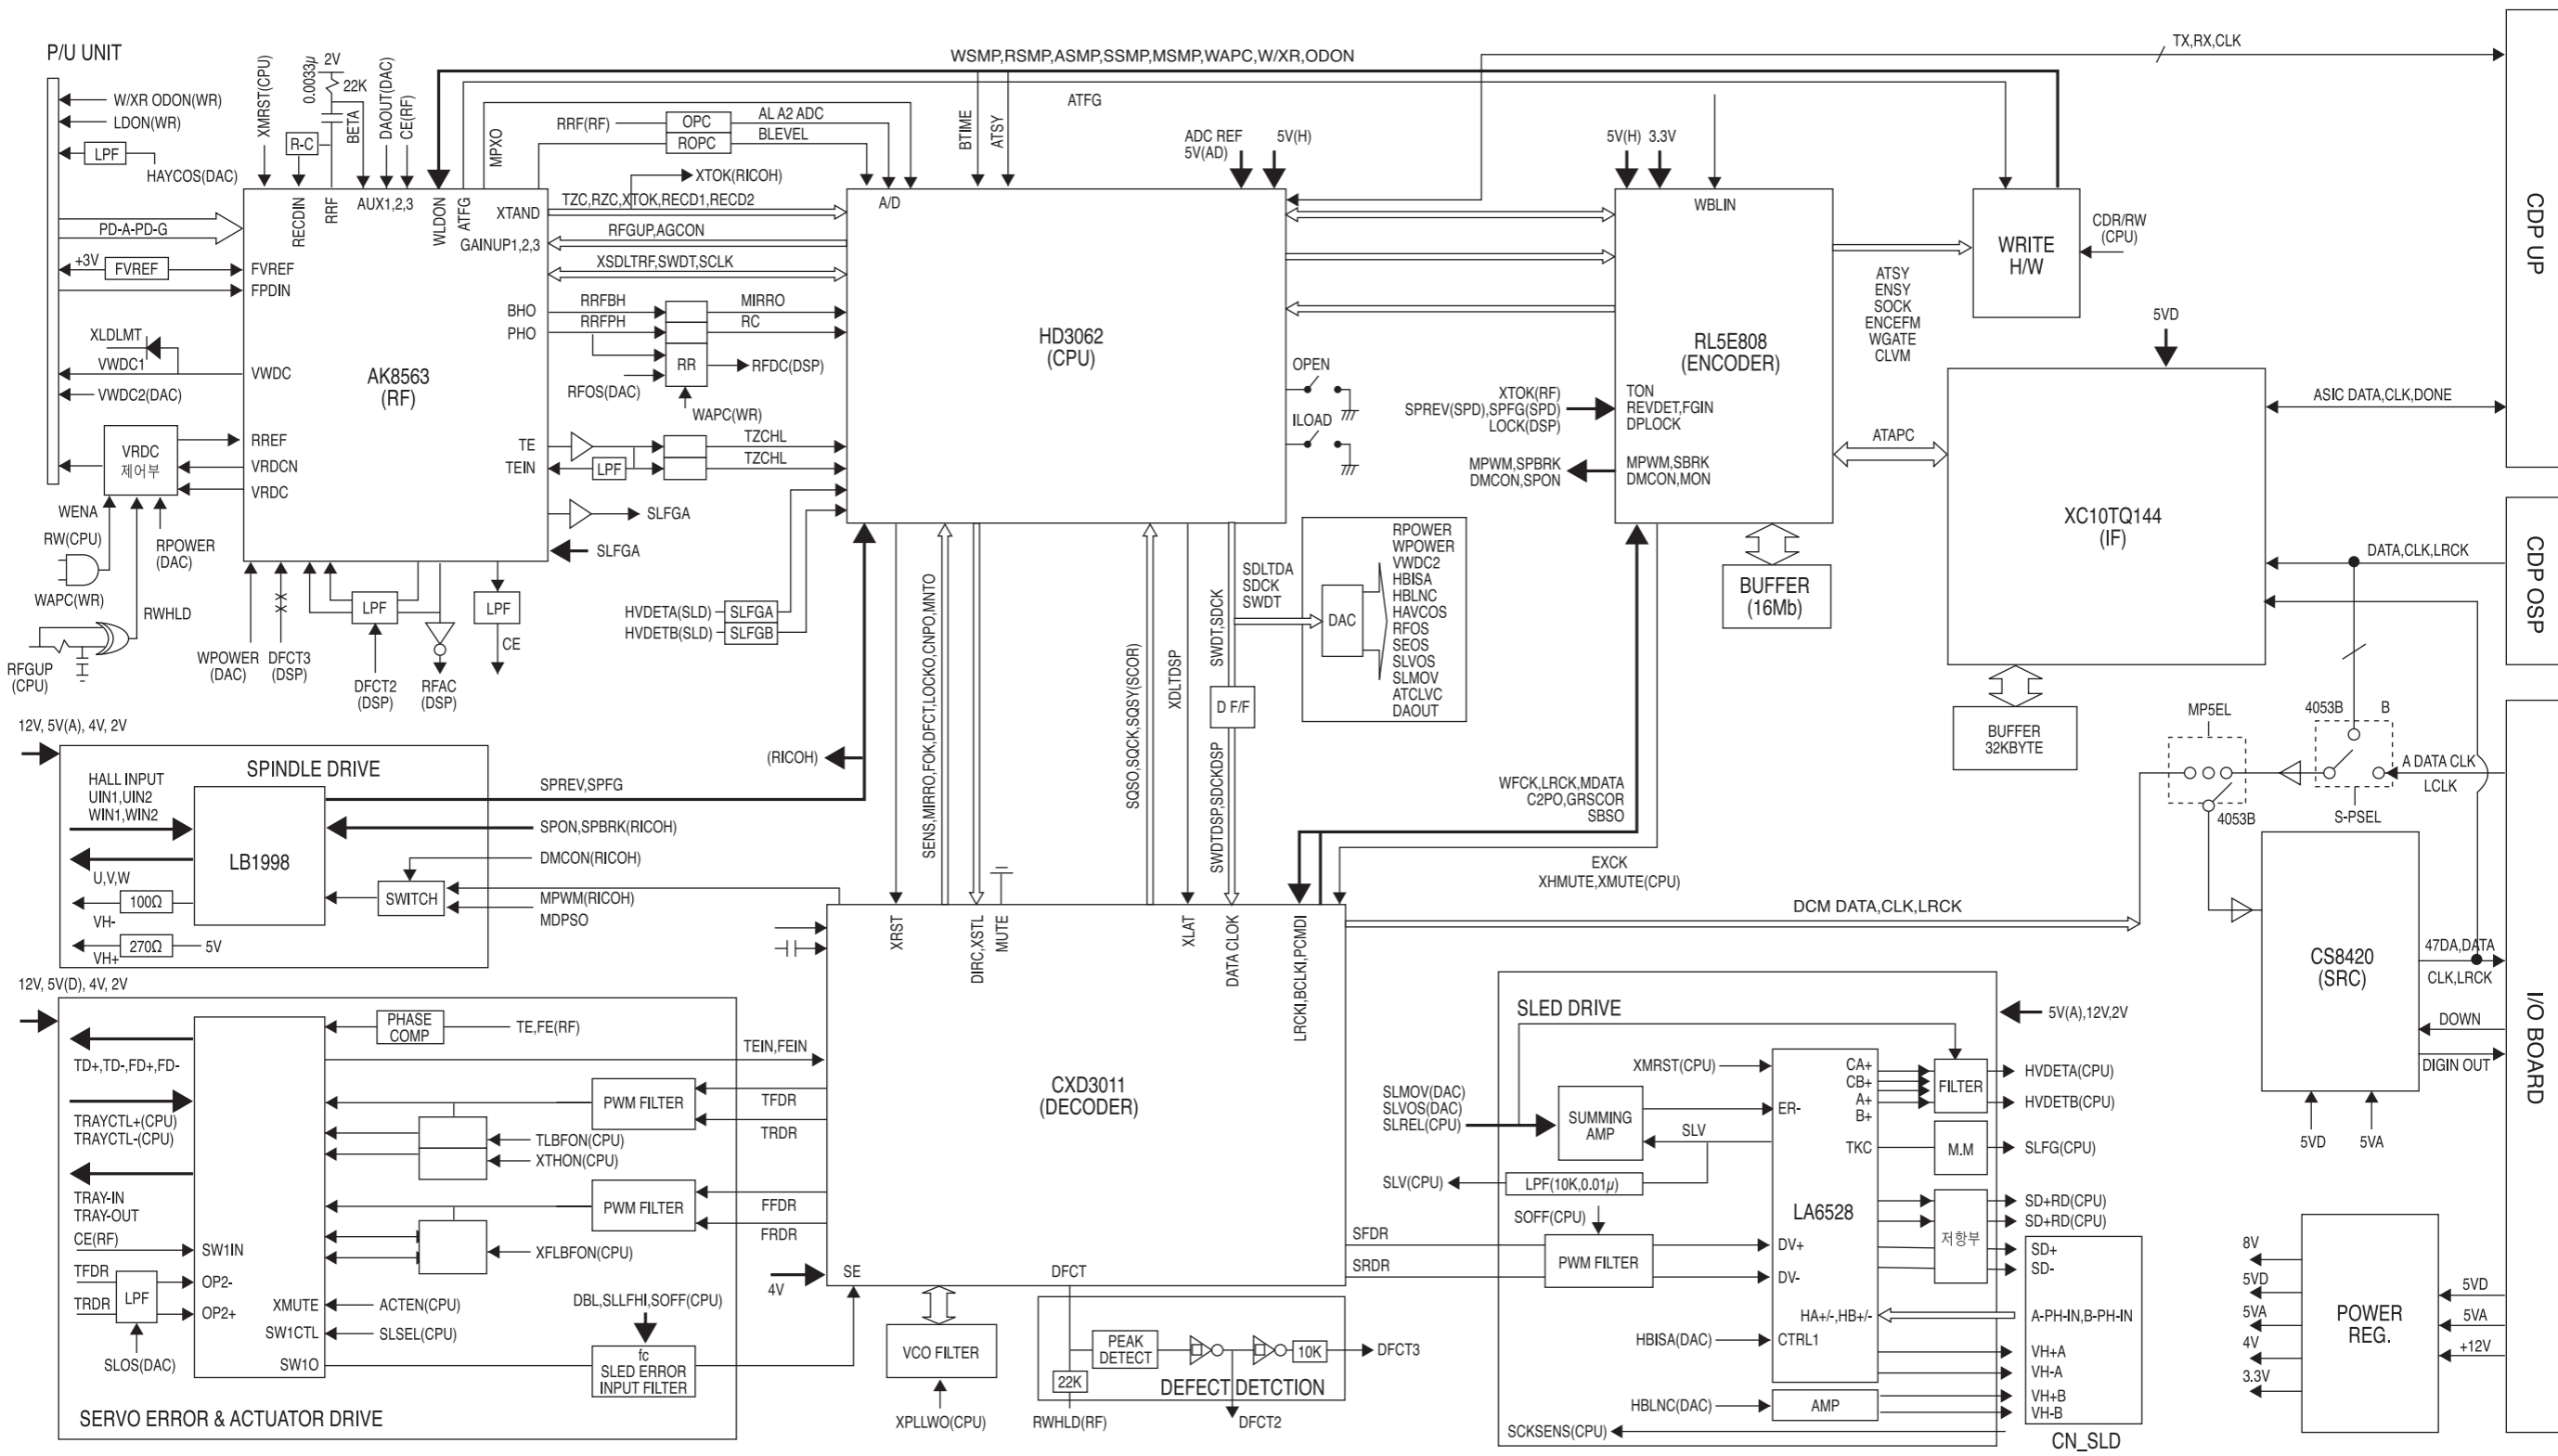 P/U UNIT
W/XR ODON(WR)
LDON(WR)
LPF
HAYCOS(DAC)
PD-A-PD-G
+3V
FVREF
XLDLMT
VWDC1
VWDC2(DAC)
VRDC
제어부
WENA
RW(CPU)
WAPC(WR)
RPOWER
(DAC)
RWHLD
RFGUP
(CPU)
XMRST(CPU)
R-C
0.0033µ
2V
22K
BETA
DAOUT(DAC)
CE(RF)
MPXO
RECDIN
RRF
AUX1,2,3
WLDON
ATFG
XTAND
GAINUP1,2,3
FVREF
FPDIN
BHO
PHO
VWDC
AK8563
(RF)
RREF
VRDCN
VRDC
TE
TEIN
WPOWER
(DAC)
DFCT3
(DSP)
LPF
DFCT2
(DSP)
RFAC
(DSP)
LPF
CE
WSMP,RSMP,ASMP,SSMP,MSMP,WAPC,W/XR,ODON
ATFG
RRF(RF)
OPC
ROPC
AL A2 ADC
BLEVEL
XTOK(RICOH)
TZC,RZC,XTOK,RECD1,RECD2
RFGUP,AGCON
XSDLTRF,SWDT,SCLK
RRFBH
RRFPH
MIRRO
RC
RR
RFDC(DSP)
RFOS(DAC)
WAPC(WR)
LPF
TZCHL
TZCHL
SLFGA
SLFGA
HVDETA(SLD)
SLFGA
HVDETB(SLD)
SLFGB
BTIME
ATSY
ADC REF
5V(AD)
5V(H)
A/D
HD3062
(CPU)
OPEN
ILOAD
TX,RX,CLK
5V(H)
3.3V
WBLIN
RL5E808
(ENCODER)
XTOK(RF)
SPREV(SPD),SPFG(SPD)
LOCK(DSP)
TON
REVDET,FGIN
DPLOCK
MPWM,SPBRK
DMCON,SPON
MPWM,SBRK
DMCON,MON
BUFFER
(16Mb)
WRITE
H/W
CDR/RW
(CPU)
ATSY
ENSY
SOCK
ENCEFM
WGATE
CLVM
ATAPC
5VD
XC10TQ144
(IF)
BUFFER
32KBYTE
ASIC DATA,CLK,DONE
DATA,CLK,LRCK
CDP UP
CDP OSP
I/O BOARD
SDLTDA
SDCK
SWDT
DAC
RPOWER
WPOWER
VWDC2
HBISA
HBLNC
HAVCOS
RFOS
SEOS
SLVOS
SLMOV
ATCLVC
DAOUT
SENS,MIRRO,FOK,DFCT,LOCKO,CNPO,MNTO
SQSO,SQCK,SQSY(SCOR)
XDLTDSP
SWDT,SDCK
D F/F
SWDTDSP,SDCKDSP
(RICOH)
WFCK,LRCK,MDATA
C2PO,GRSCOR
SBSO
EXCK
XHMUTE,XMUTE(CPU)
MP5EL
4053B
4053B
B
A DATA CLK
LCLK
S-PSEL
CS8420
(SRC)
47DA,DATA
CLK,LRCK
DOWN
DIGIN OUT
5VD
5VA
DCM DATA,CLK,LRCK
12V, 5V(A), 4V, 2V
SPINDLE DRIVE
HALL INPUT
UIN1,UIN2
WIN1,WIN2
LB1998
U,V,W
100Ω
VH-
270Ω
5V
VH+
SPREV,SPFG
SPON,SPBRK(RICOH)
DMCON(RICOH)
SWITCH
MPWM(RICOH)
MDPSO
12V, 5V(D), 4V, 2V
TD+,TD-,FD+,FD-
TRAYCTL+(CPU)
TRAYCTL-(CPU)
TRAY-IN
TRAY-OUT
CE(RF)
SW1IN
TFDR
OP2-
LPF
TRDR
OP2+
SLOS(DAC)
PHASE
COMP
TE,FE(RF)
TEIN,FEIN
PWM FILTER
TFDR
TRDR
TLBFON(CPU)
XTHON(CPU)
PWM FILTER
FFDR
FRDR
XFLBFON(CPU)
XMUTE
ACTEN(CPU)
SW1CTL
SLSEL(CPU)
SW1O
DBL,SLLFHI,SOFF(CPU)
fc
SLED ERROR
INPUT FILTER
SERVO ERROR & ACTUATOR DRIVE
XRST
DIRC,XSTL
MUTE
XLAT
DATA CLOK
LRCKI,BCLKI,PCMDI
CXD3011
(DECODER)
4V
SE
DFCT
VCO FILTER
XPLLWO(CPU)
PEAK
DETECT
10K
DFCT3
22K
DEFECT DETCTION
RWHLD(RF)
DFCT2
SFDR
SRDR
SLED DRIVE
5V(A),12V,2V
XMRST(CPU)
SLMOV(DAC)
SLVOS(DAC)
SLREL(CPU)
SUMMING
AMP
ER-
SLV
SLV(CPU)
LPF(10K,0.01µ)
SOFF(CPU)
PWM FILTER
DV+
DV-
LA6528
CA+
CB+
A+
B+
TKC
FILTER
HVDETA(CPU)
HVDETB(CPU)
M.M
SLFG(CPU)
저항부
SD+RD(CPU)
SD+RD(CPU)
SD+
SD-
HA+/-,HB+/-
A-PH-IN,B-PH-IN
HBISA(DAC)
CTRL1
VH+A
VH-A
HBLNC(DAC)
AMP
VH+B
VH-B
SCKSENS(CPU)
CN_SLD
8V
5VD
5VA
4V
3.3V
POWER
REG.
5VD
5VA
+12V